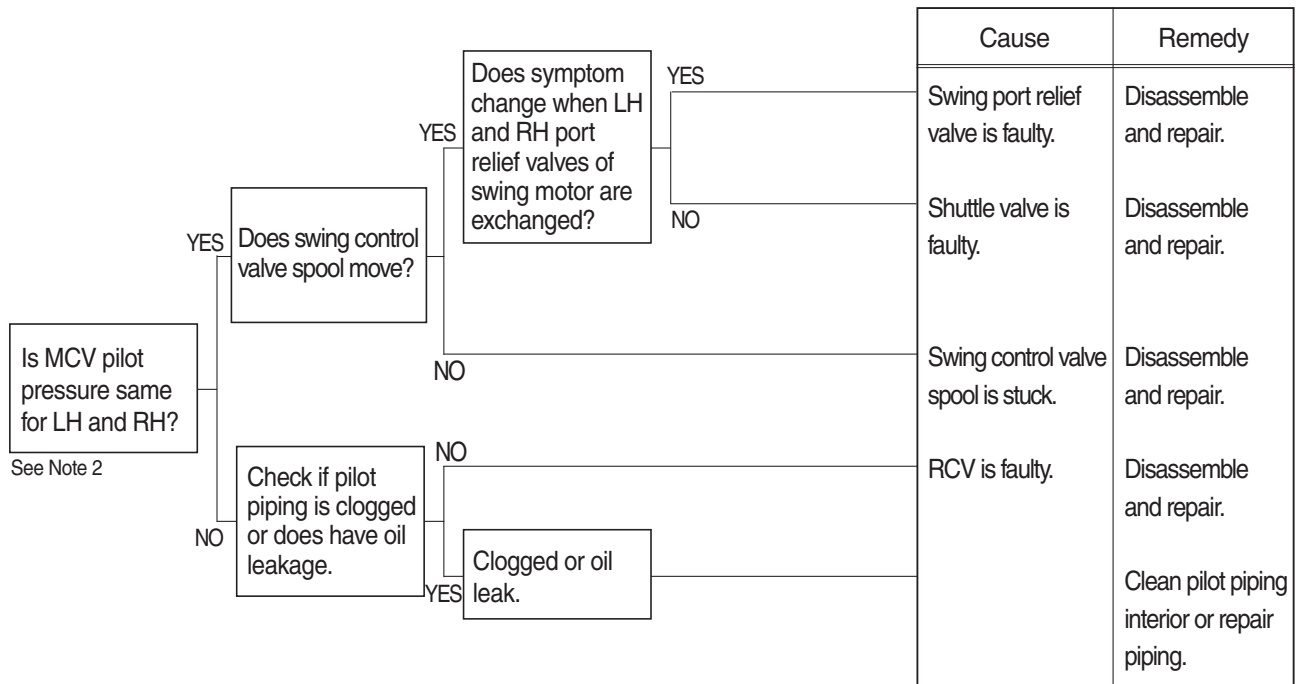 Is MCV pilot
pressure same
for LH and RH?
See Note 2
YES
Does swing control
valve spool move?
YES
Does symptom
change when LH
and RH port
relief valves of
swing motor are
exchanged?
YES
NO
NO
NO
Check if pilot
piping is clogged
or does have oil
leakage.
NO
YES
Clogged or oil
leak.
Cause
Remedy
Swing port relief
valve is faulty.
Disassemble
and repair.
Shuttle valve is
faulty.
Disassemble
and repair.
Swing control valve
spool is stuck.
Disassemble
and repair.
RCV is faulty.
Disassemble
and repair.
Clean pilot piping
interior or repair
piping.